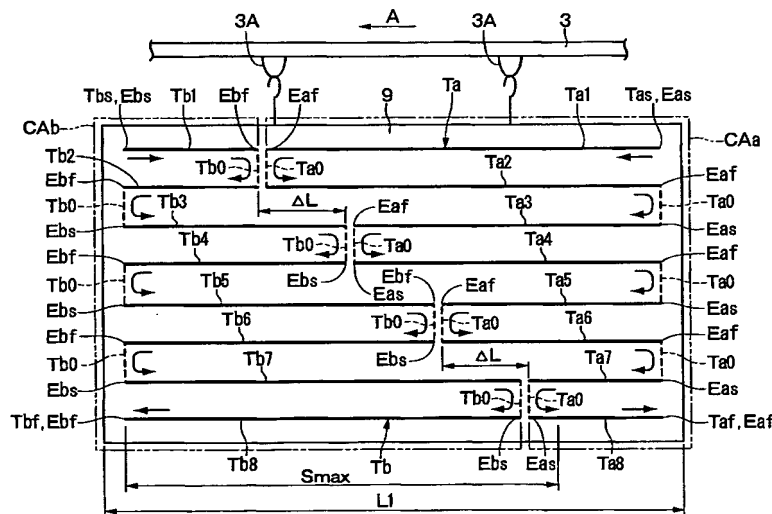 A
3A 3A 3
Tbs, Ebs Tb1 Ebf Eaf 9 Ta Ta1 Tas, Eas
CAb CAa
Tb2 Tb0 Ta0 Ta2
Ebf Eaf
Tb0 Tb3 ΔL Eaf Ta3 Ta0
Ebs Eas
Ebf Tb4 Tb0 Ta0 Ta4 Eaf
Tb0 Tb5 Ebs Eas Ebf Eaf Ta5 Ta0
Ebs Eas
Tb6 Tb0 Ta0 Ta6
Ebf Eaf
Tb0 Tb7 Ebs ΔL Ta7 Ta0
Ebs Eas
Tb0 Ta0
Tbf, Ebf Taf, Eaf
Tb8 Tb Ebs Eas Ta8
Smax
L1